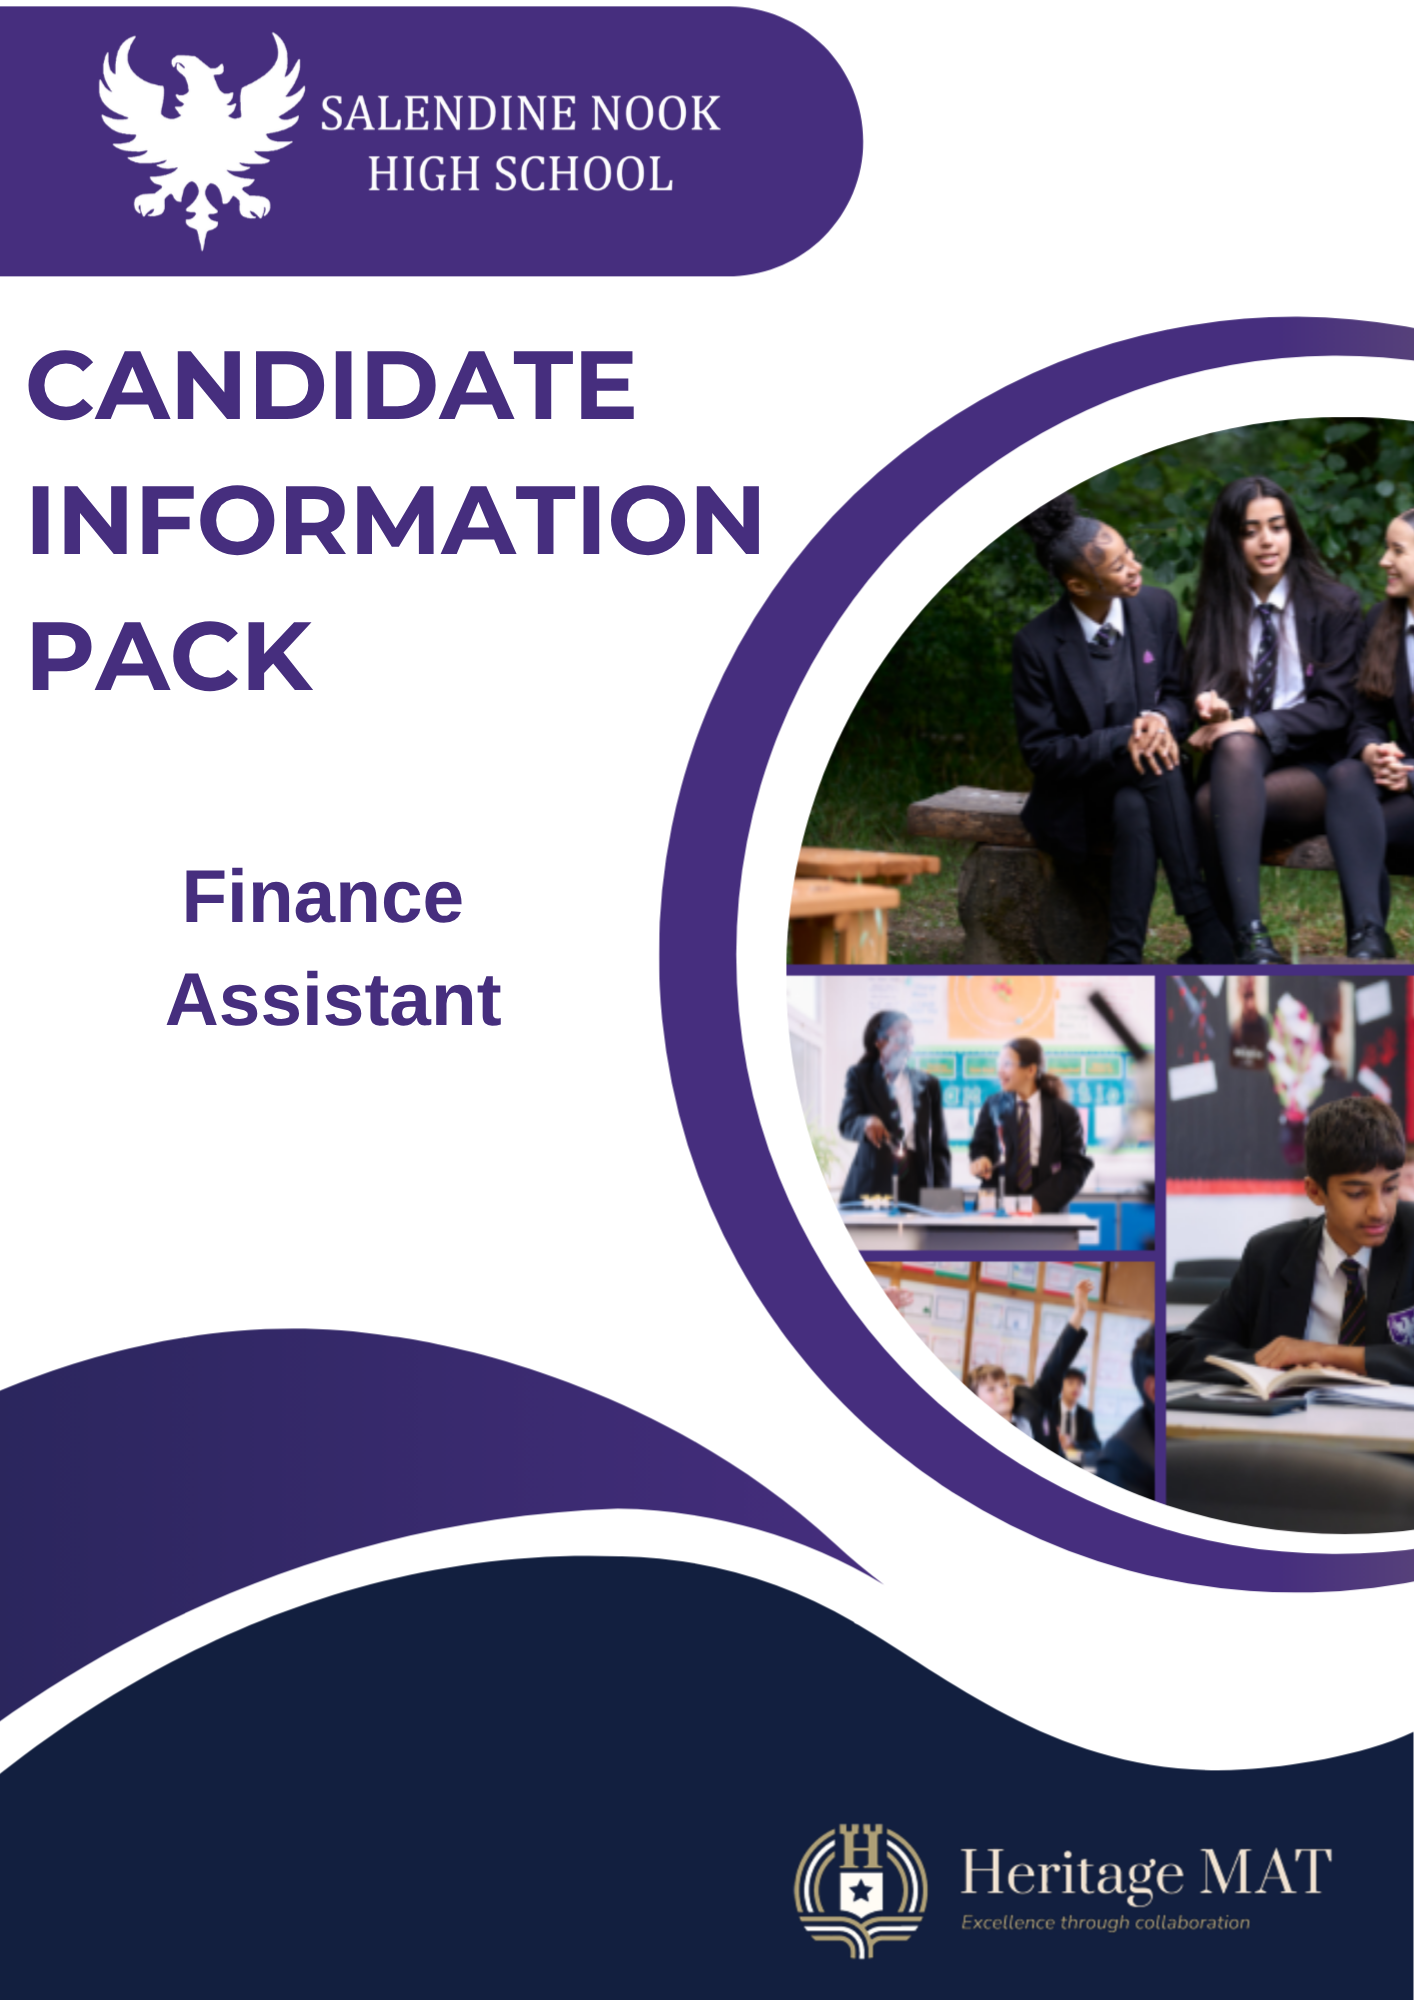 SALENDINE NOOK
HIGH SCHOOL
CANDIDATE
INFORMATION
PACK
Finance
Assistant
H
Heritage MAT
Excellence through collaboration